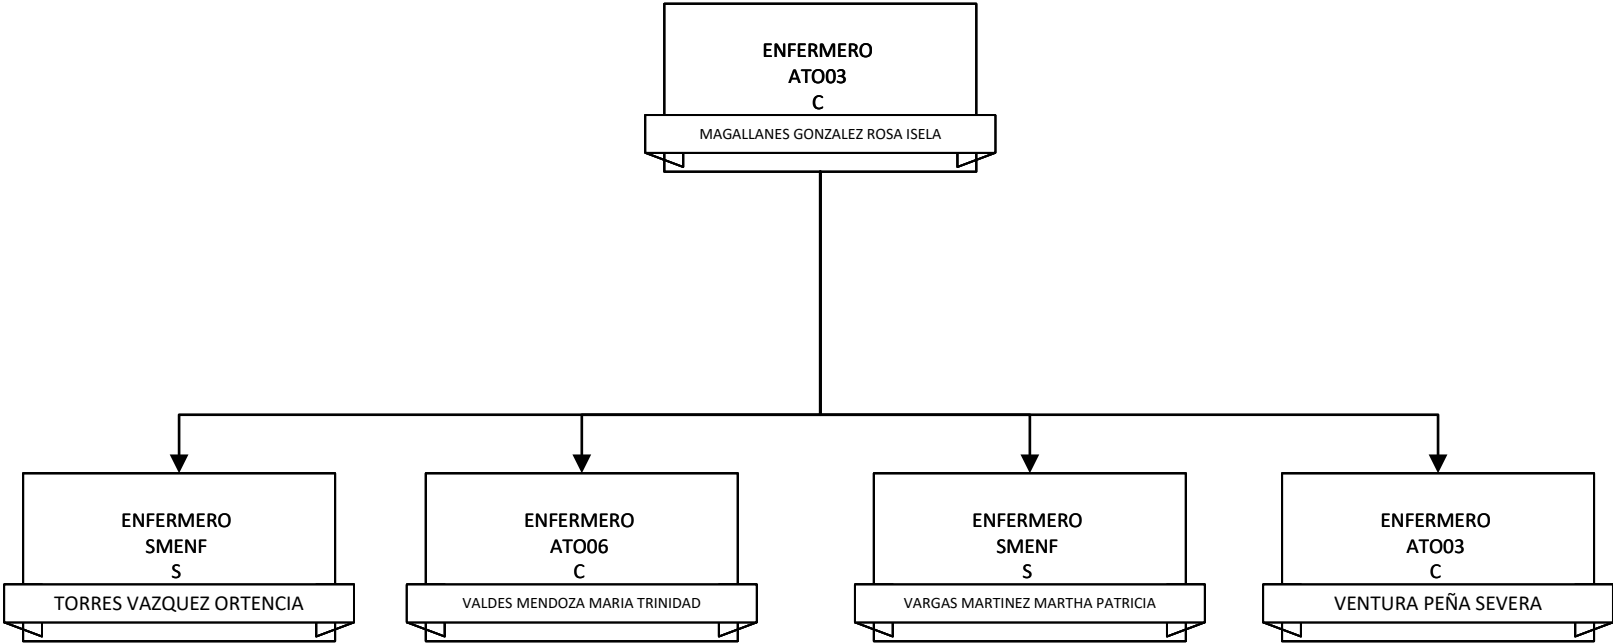 ENFERMERO
ATO03
C
MAGALLANES GONZALEZ ROSA ISELA
ENFERMERO
SMENF
S
TORRES VAZQUEZ ORTENCIA
ENFERMERO
ATO06
C
VALDES MENDOZA MARIA TRINIDAD
ENFERMERO
SMENF
S
VARGAS MARTINEZ MARTHA PATRICIA
ENFERMERO
ATO03
C
VENTURA PEÑA SEVERA